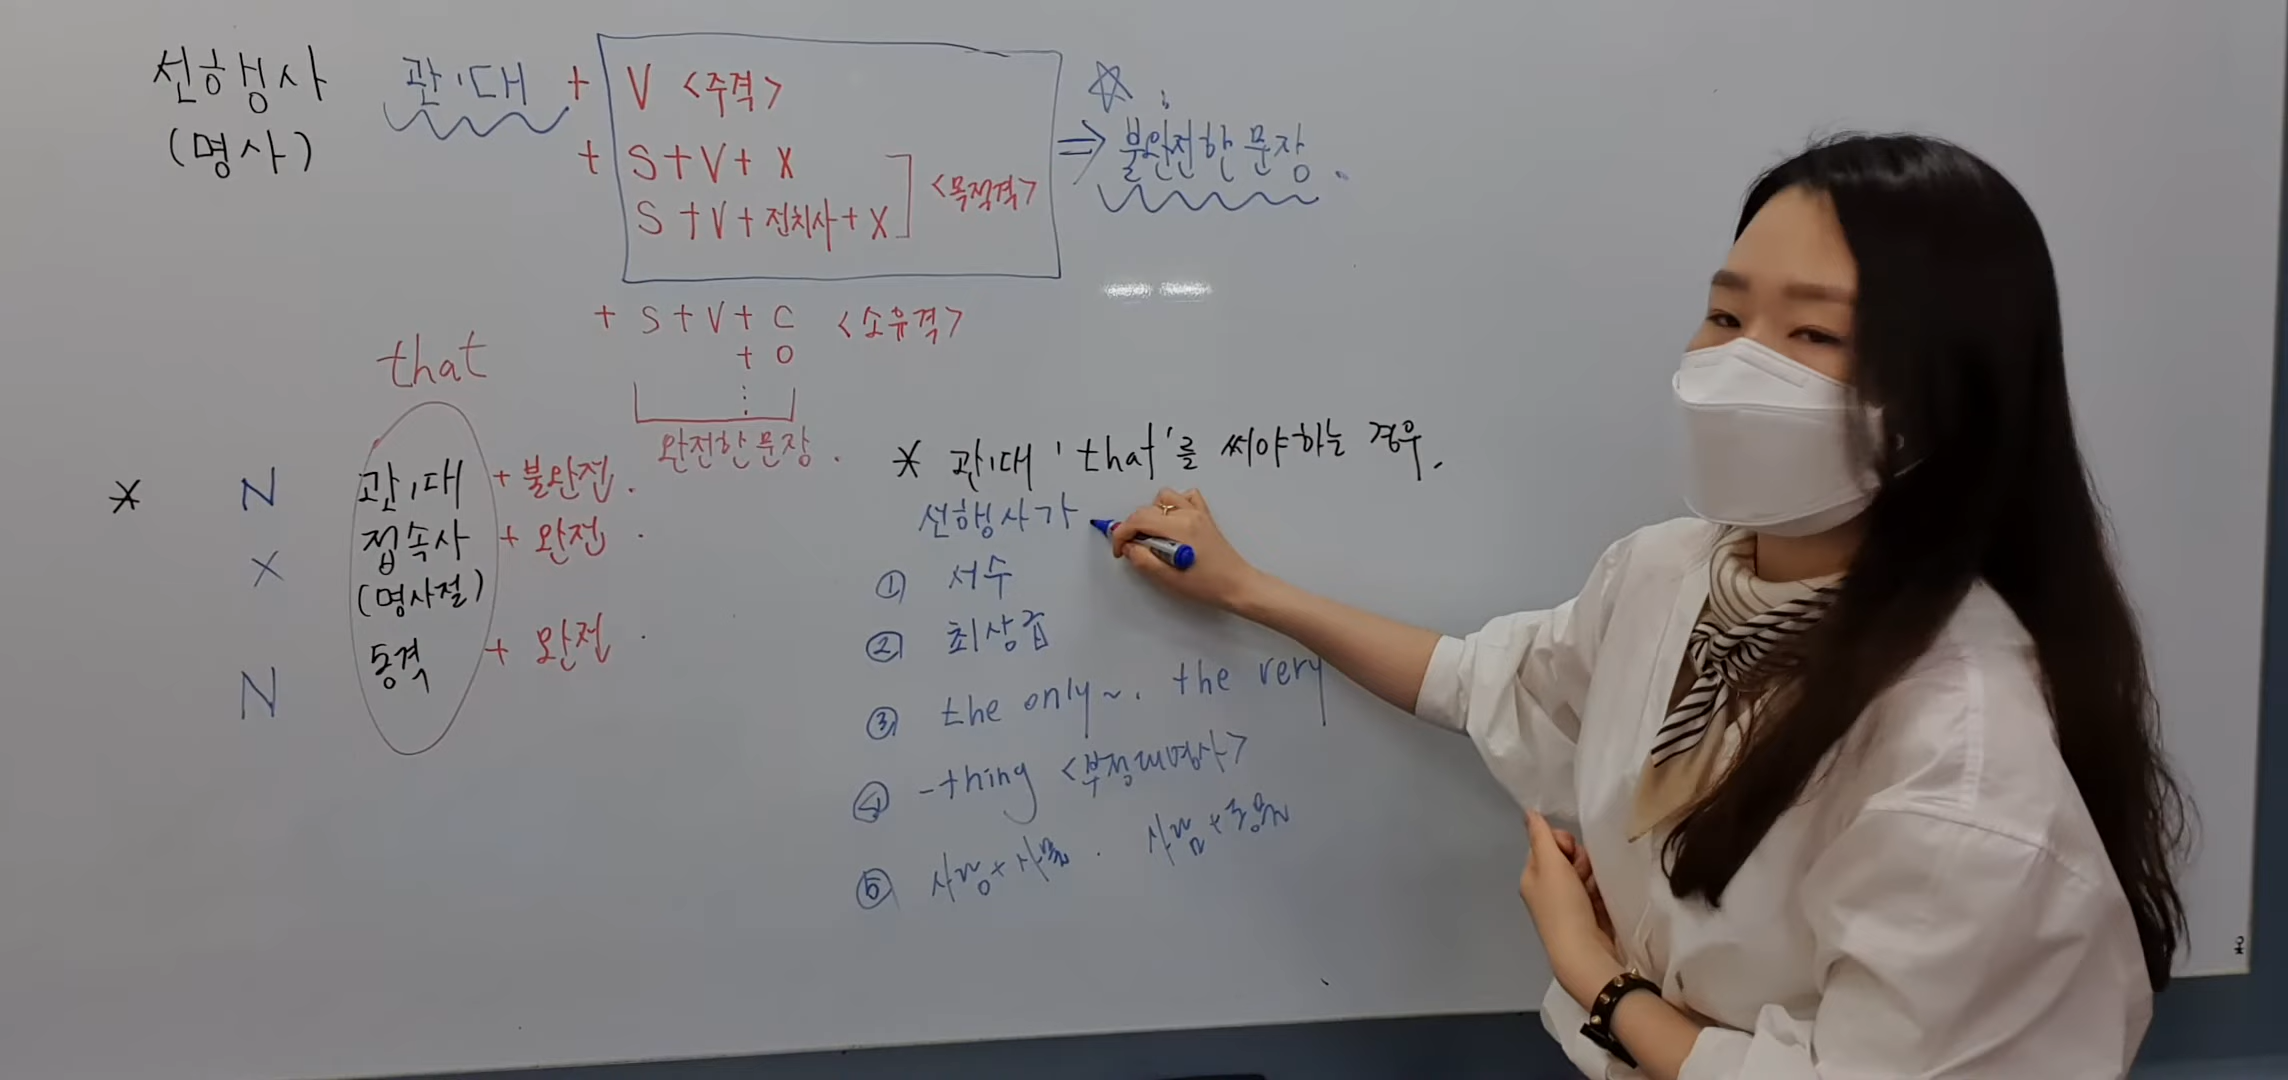 선행사 관·대 + V <주격>
(명사) + S+V+X
S+V+전치사+X <목적격>
⇒ 불완전한 문장.
+ S+V+C <소유격>
+ O
완전한 문장.
that
* N 관·대 + 불완전.
X 접속사 + 완전.
(명사절)
N 동격 + 완전.
* 관·대 'that'를 써야하는 경우.
선행사가
① 서수
② 최상급
③ the only~. the very
④ -thing <부정대명사>
⑤ 사람+사물. 사람+동물